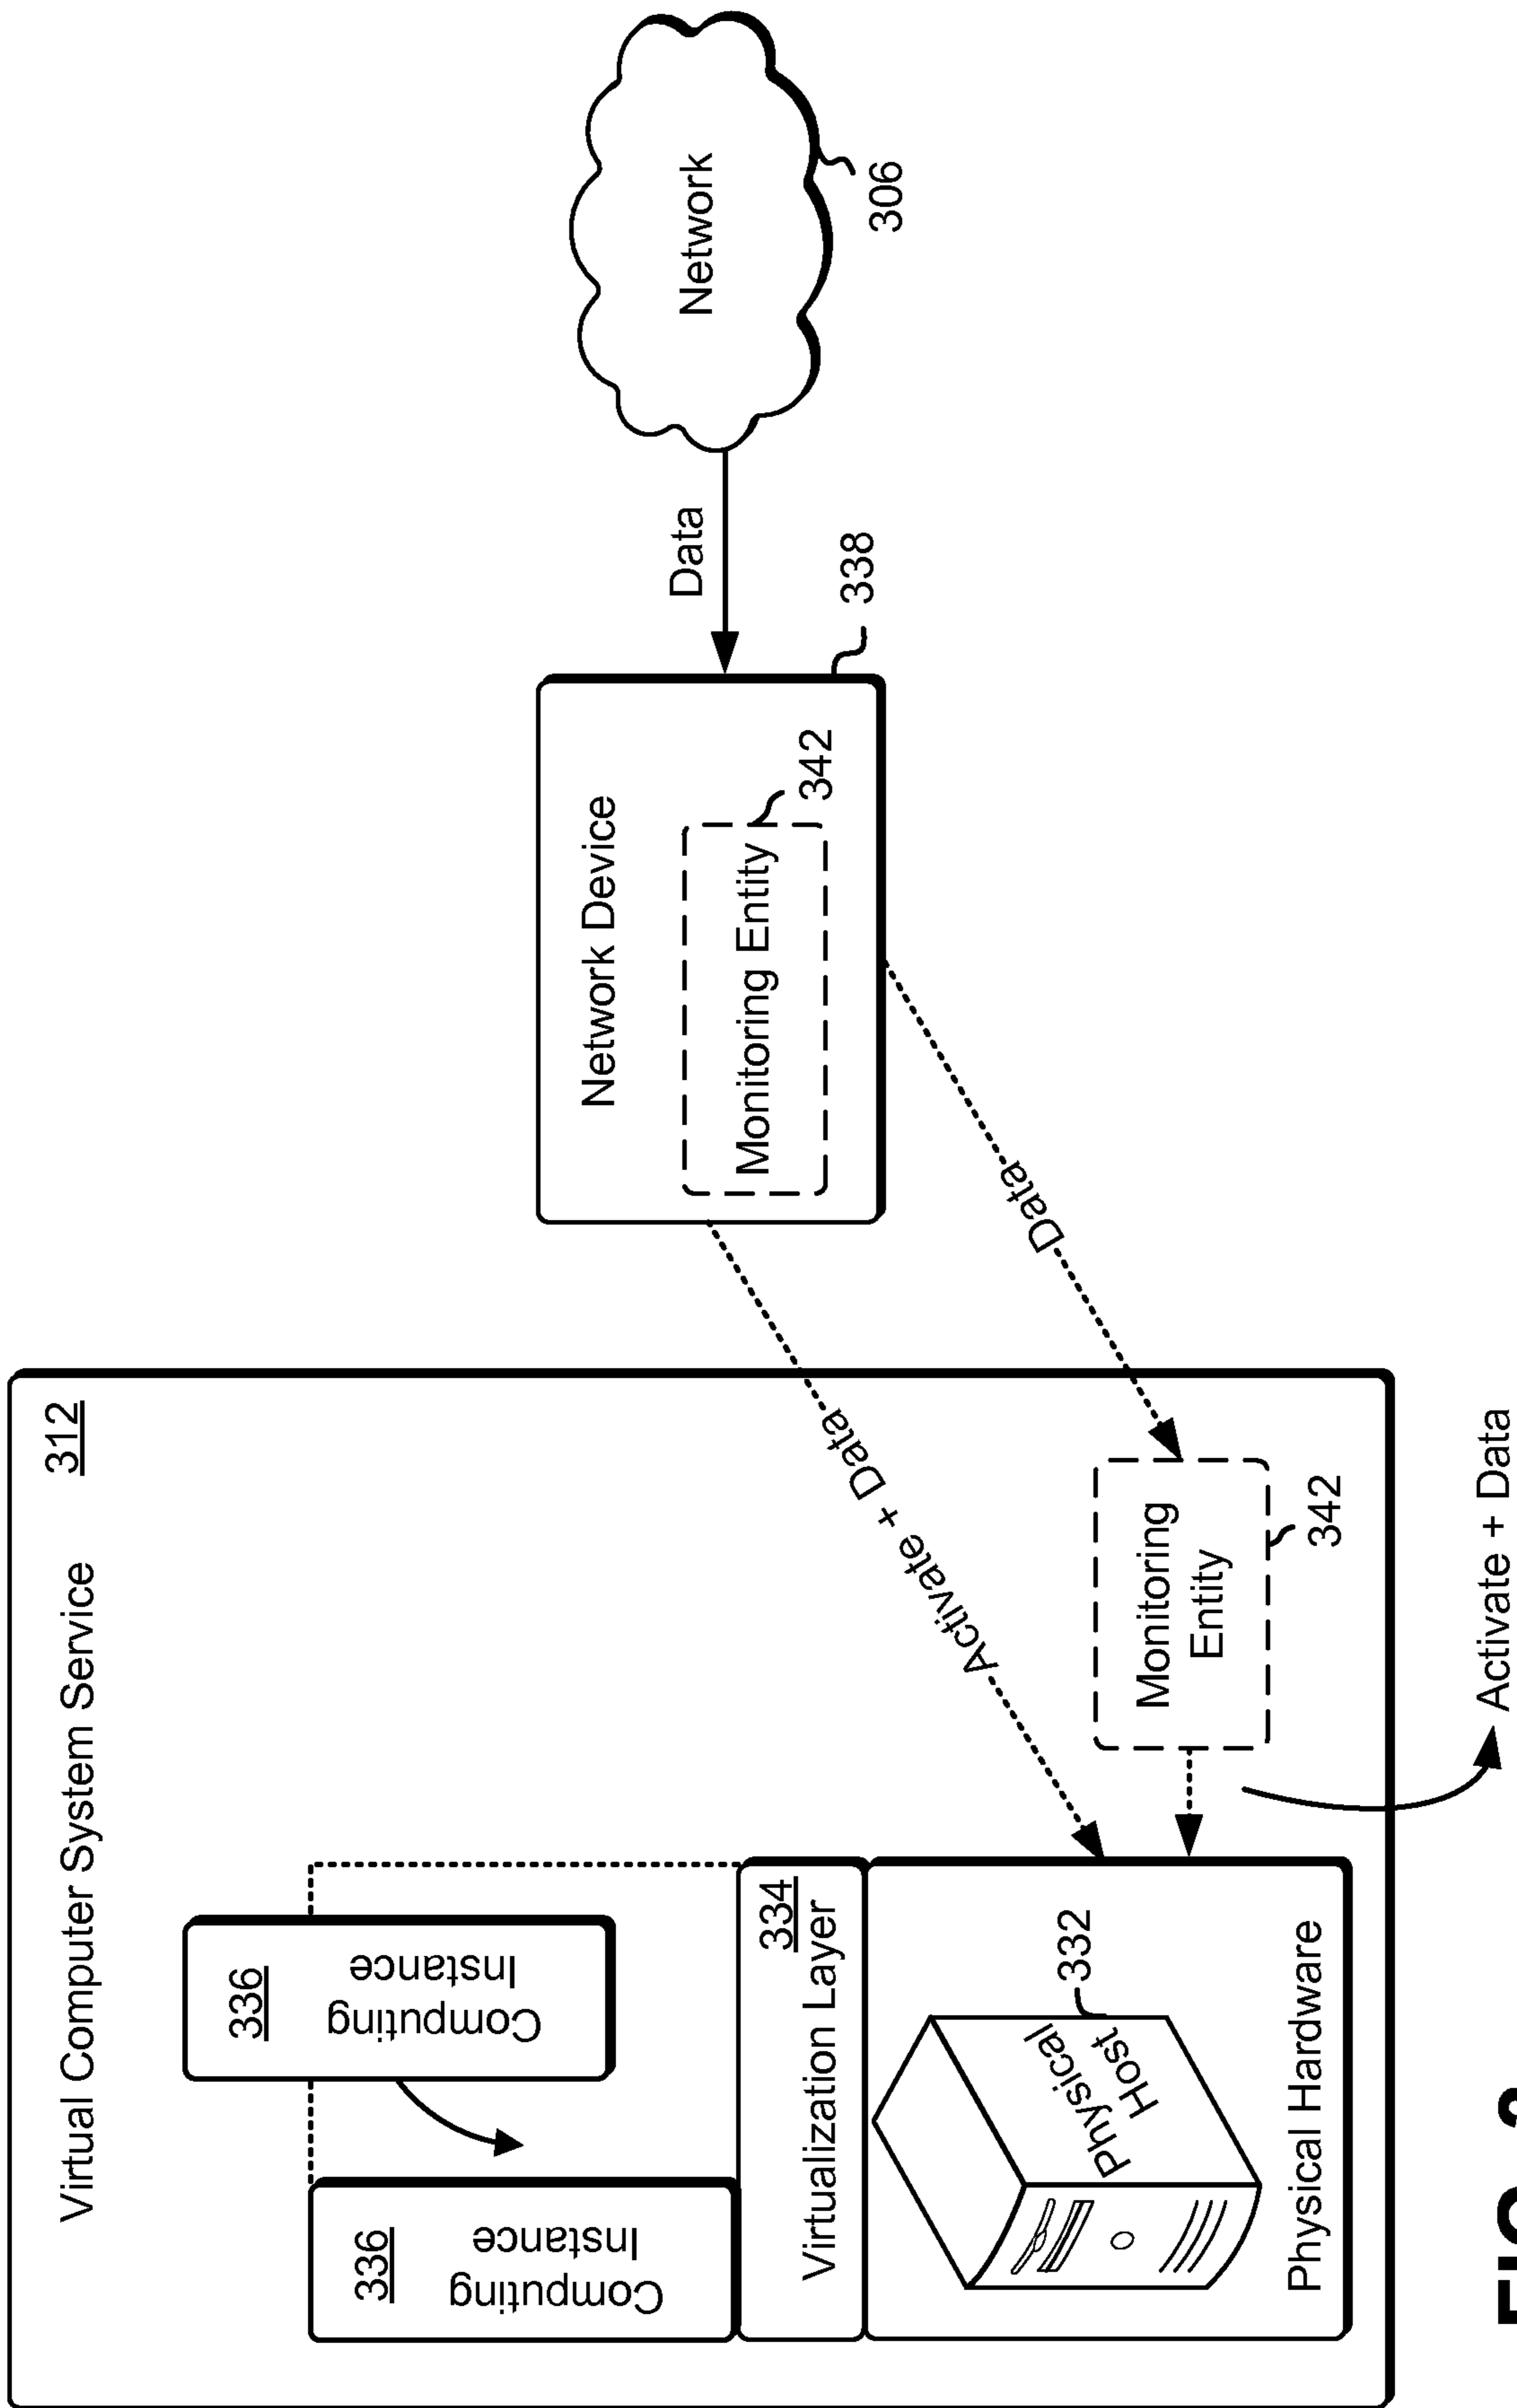 Virtual Computer System Service
312
336
Computing
Instance
336
Computing
Instance
334
Virtualization Layer
332
Physical
Host
Physical Hardware
Activate + Data
Monitoring
Entity
342
Activate + Data
Data
Network Device
Monitoring Entity
342
338
Data
Network
306